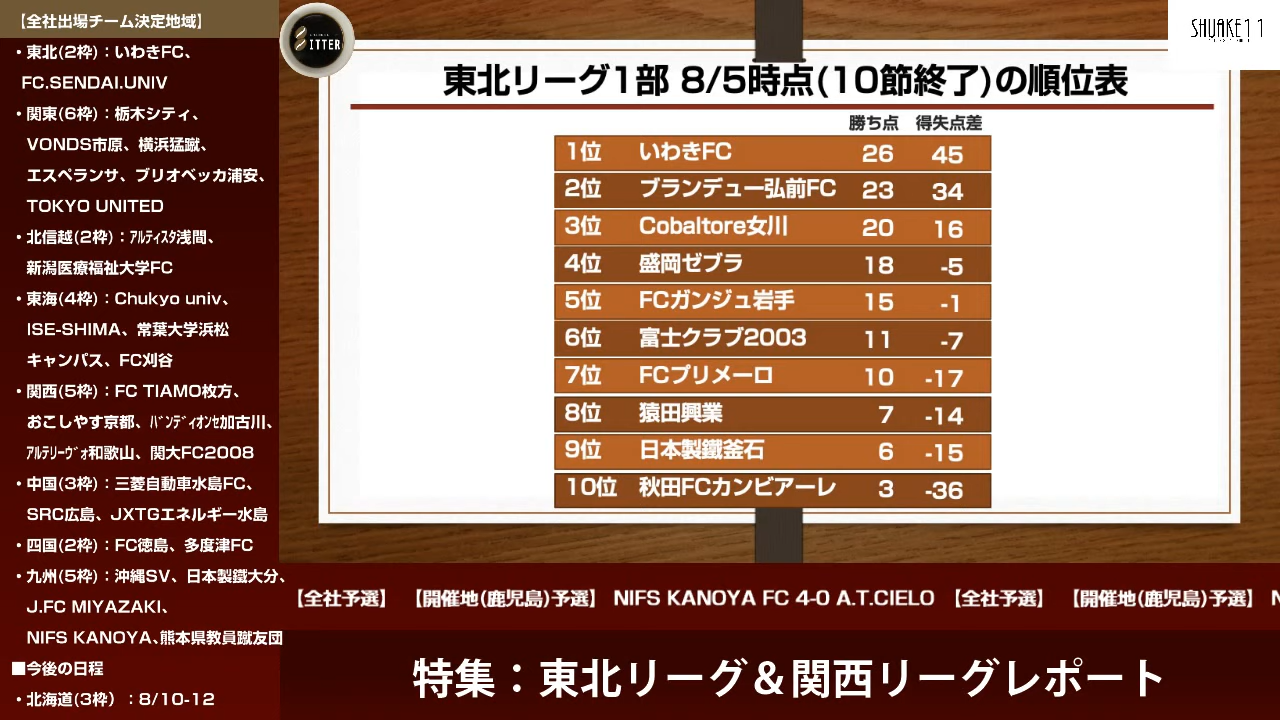 【全社出場チーム決定地域】
・東北(2枠)：いわきFC、
FC.SENDAI.UNIV
・関東(6枠)：栃木シティ、
VONDS市原、横浜猛蹴、
エスペランサ、ブリオベッカ浦安、
TOKYO UNITED
・北信越(2枠)：ｱﾙﾃｨｽﾀ浅間、
新潟医療福祉大学FC
・東海(4枠)：Chukyo univ、
ISE-SHIMA、常葉大学浜松
キャンパス、FC刈谷
・関西(5枠)：FC TIAMO枚方、
おこしやす京都、ﾊﾞﾝﾃﾞｨｵﾝｾ加古川、
ｱﾙﾃﾘｰｳﾞｫ和歌山、関大FC2008
・中国(3枠)：三菱自動車水島FC、
SRC広島、JXTGエネルギー水島
・四国(2枠)：FC徳島、多度津FC
・九州(5枠)：沖縄SV、日本製鐵大分、
J.FC MIYAZAKI、
NIFS KANOYA、熊本県教員蹴友団
■今後の日程
・北海道(3枠）：8/10-12
ITTER
SHUAKE11
東北リーグ1部 8/5時点(10節終了)の順位表
勝ち点 得失点差
1位 いわきFC 26 45
2位 ブランデュー弘前FC 23 34
3位 Cobaltore女川 20 16
4位 盛岡ゼブラ 18 -5
5位 FCガンジュ岩手 15 -1
6位 富士クラブ2003 11 -7
7位 FCプリメーロ 10 -17
8位 猿田興業 7 -14
9位 日本製鐵釜石 6 -15
10位 秋田FCカンビアーレ 3 -36
【全社予選】 【開催地(鹿児島)予選】 NIFS KANOYA FC 4-0 A.T.CIELO 【全社予選】 【開催地(鹿児島)予選】 N
特集：東北リーグ＆関西リーグレポート